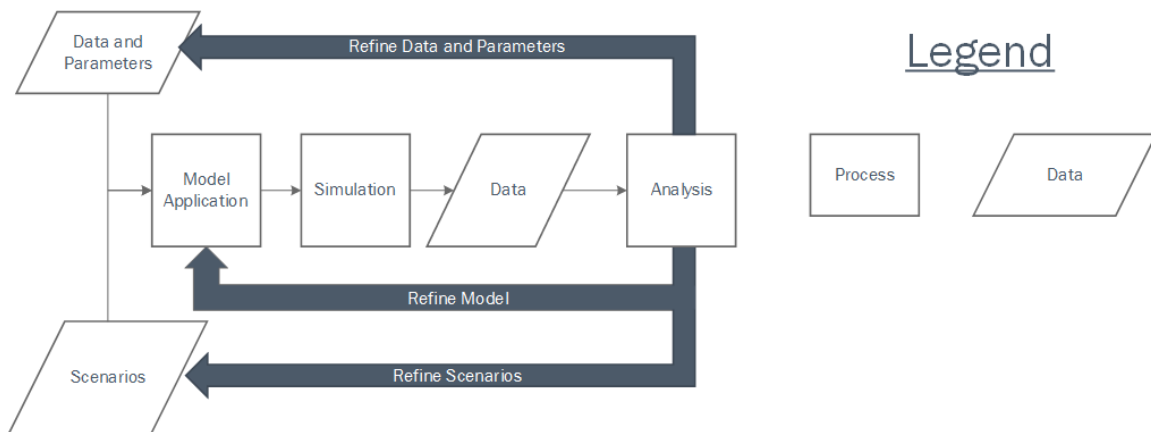 Data and
Parameters
Refine Data and Parameters
Legend
Model
Application
Simulation
Data
Analysis
Process
Data
Refine Model
Scenarios
Refine Scenarios